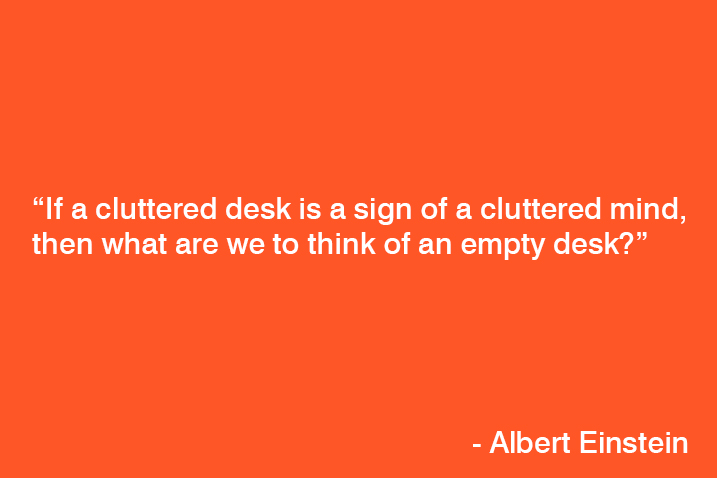 “If a cluttered desk is a sign of a cluttered mind,
then what are we to think of an empty desk?”
- Albert Einstein